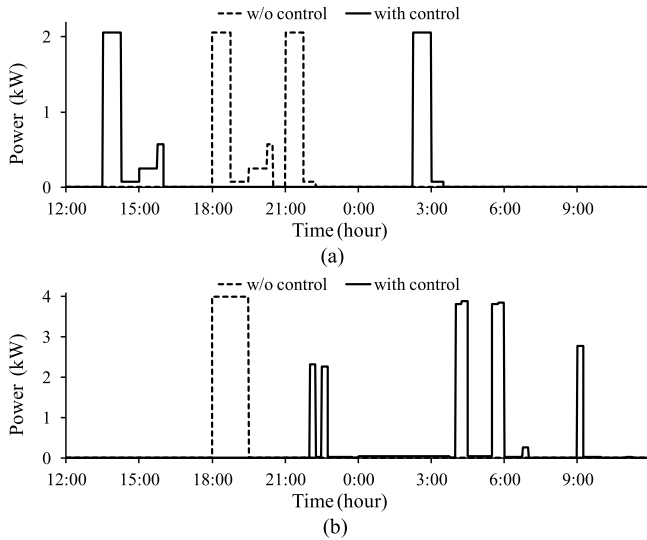 w/o control with control
2
1
0
Power (kW)
12:00 15:00 18:00 21:00 0:00 3:00 6:00 9:00
Time (hour)
(a)
w/o control with control
4
3
2
1
0
Power (kW)
12:00 15:00 18:00 21:00 0:00 3:00 6:00 9:00
Time (hour)
(b)